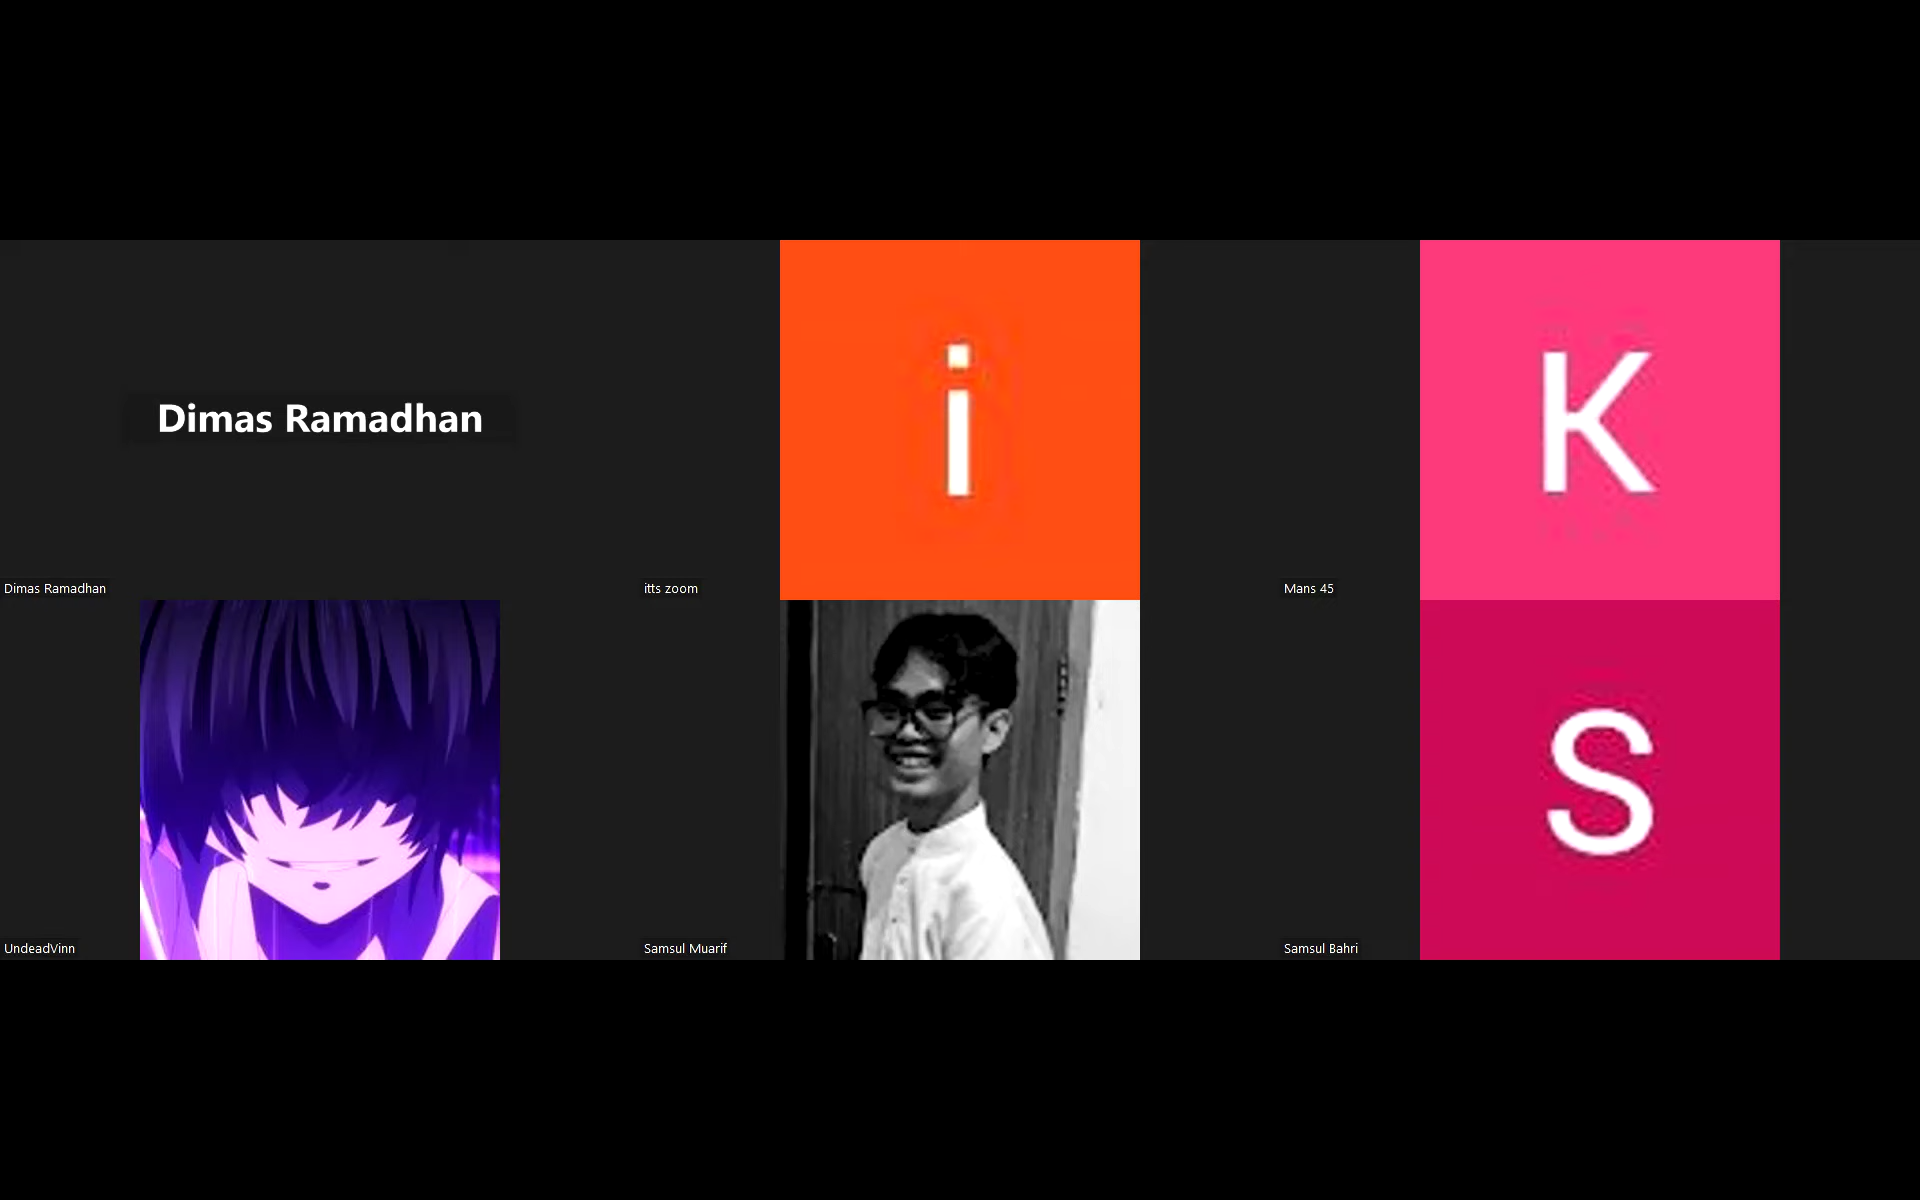 Dimas Ramadhan
i
K
Dimas Ramadhan
itts zoom
Mans 45
S
UndeadVinn
Samsul Muarif
Samsul Bahri